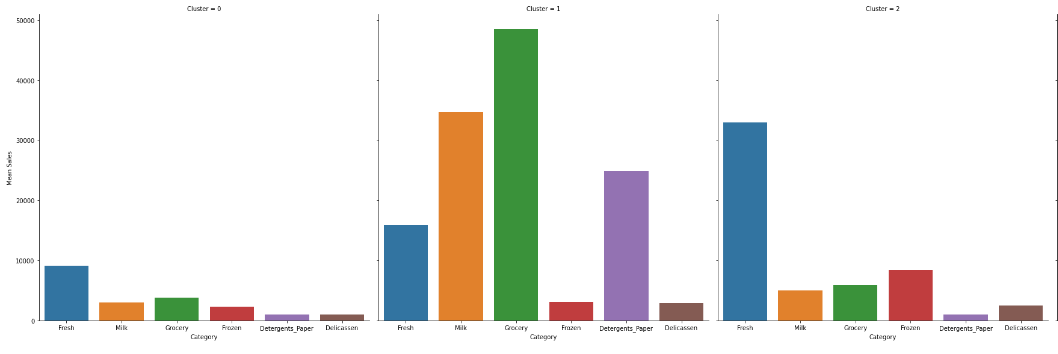 Cluster = 0
Cluster = 1
Cluster = 2
50000
40000
30000
20000
10000
0
Mean Sales
Fresh Milk Grocery Frozen Detergents_Paper Delicassen
Fresh Milk Grocery Frozen Detergents_Paper Delicassen
Fresh Milk Grocery Frozen Detergents_Paper Delicassen
Category
Category
Category